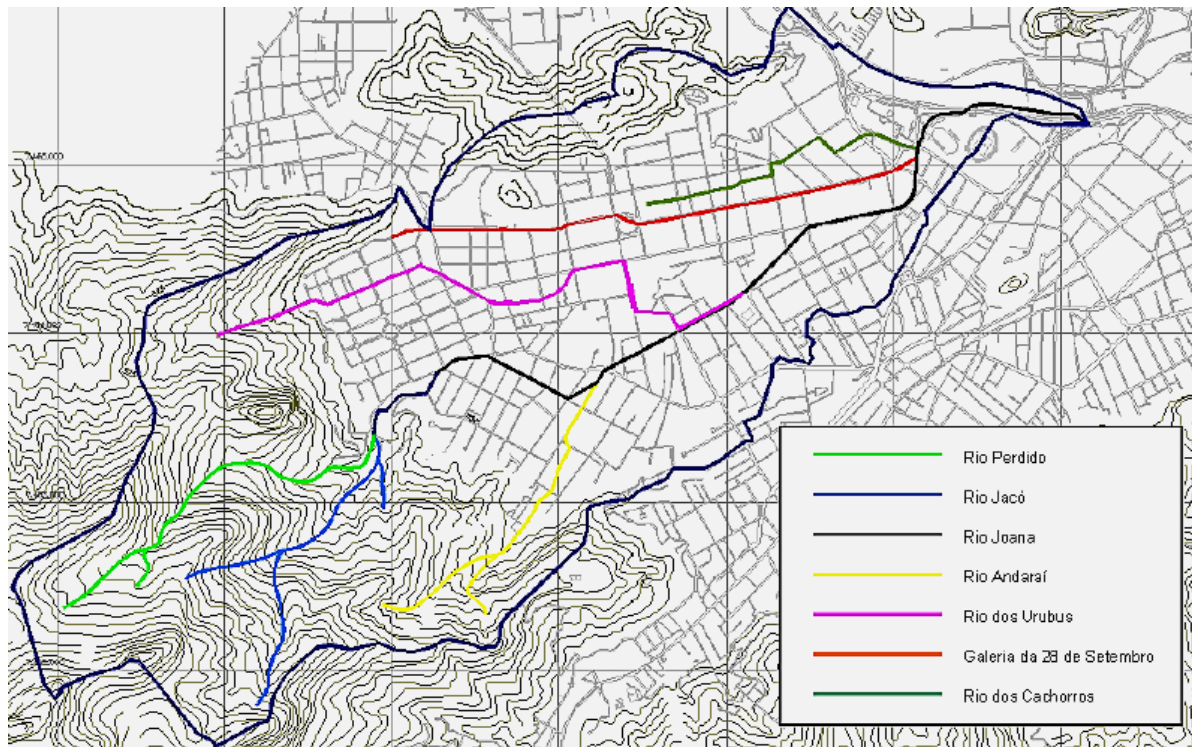 Rio Perdido
Rio Jacó
Rio Joana
Rio Andaraí
Rio dos Urubus
Galeria da 28 de Setembro
Rio dos Cachorros